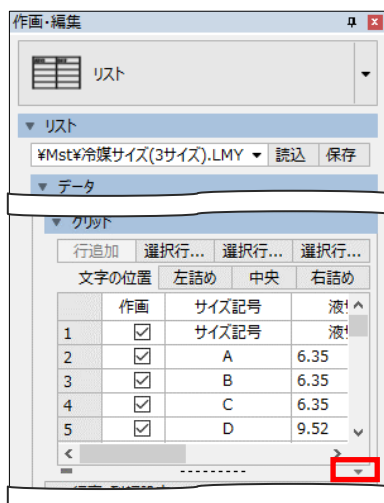 作画・編集
リスト
リスト
¥Mst¥冷媒サイズ(3サイズ).LMY 読込 保存
データ
グリッド
行追加 選択行... 選択行... 選択行...
文字の位置 左詰め 中央 右詰め
作画 サイズ記号
1 サイズ記号
2 A 6.35
3 B 6.35
4 C 6.35
5 D 9.52